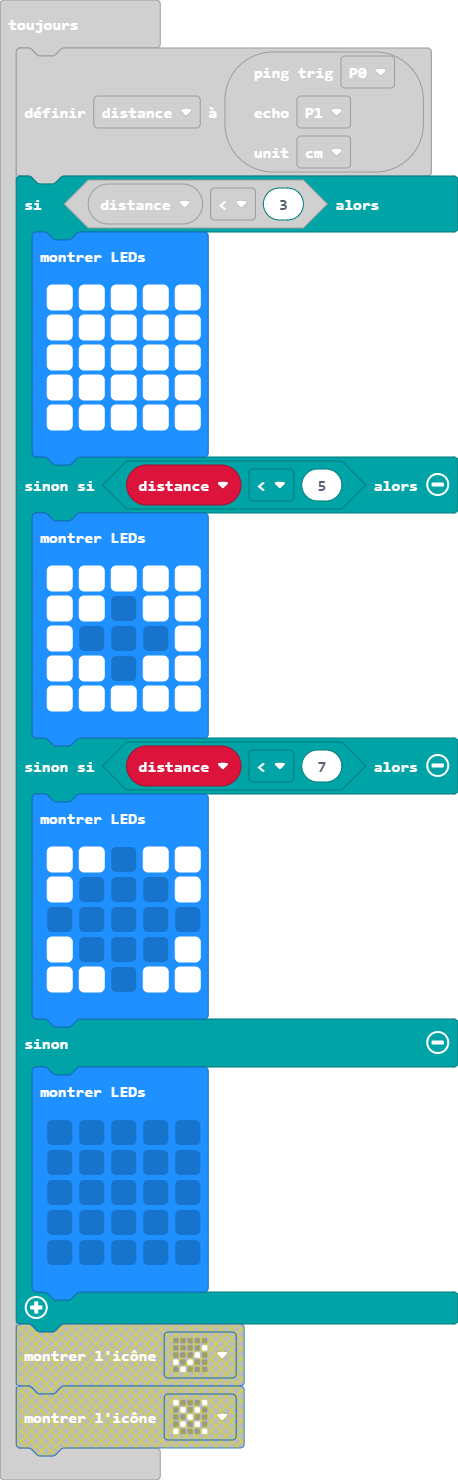 toujours
définir distance à ping trig P0
echo P1
unit cm
si distance < 3 alors
montrer LEDs
sinon si distance < 5 alors
montrer LEDs
sinon si distance < 7 alors
montrer LEDs
sinon
montrer LEDs
montrer l'icône
montrer l'icône